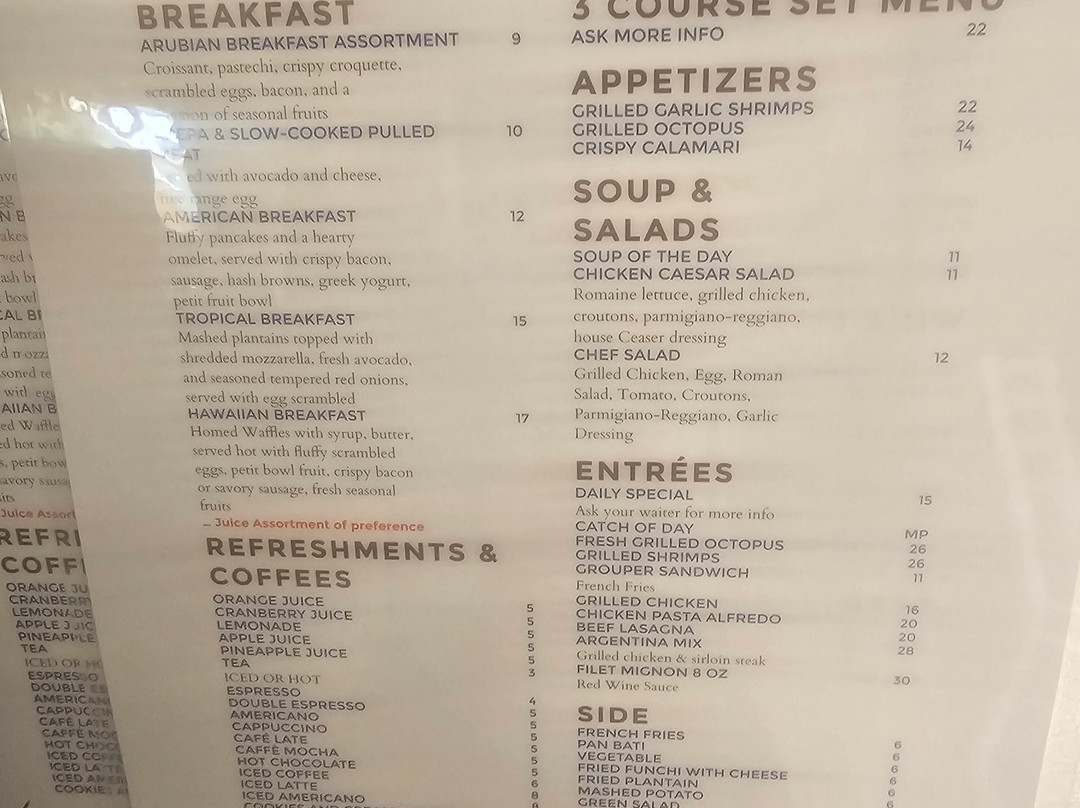 BREAKFAST
ARUBIAN BREAKFAST ASSORTMENT 9
Croissant, pastechi, crispy croquette,
scrambled eggs, bacon, and a
of seasonal fruits
& SLOW-COOKED PULLED 10
with avocado and cheese,
range egg
AMERICAN BREAKFAST 12
Fluffy pancakes and a hearty
omelet, served with crispy bacon,
sausage, hash browns, greek yogurt,
petit fruit bowl
TROPICAL BREAKFAST 15
Mashed plantains topped with
shredded mozzarella, fresh avocado,
and seasoned tempered red onions,
served with egg scrambled
HAWAIIAN BREAKFAST 17
Homed Waffles with syrup, butter,
served hot with fluffy scrambled
eggs, petit bowl fruit, crispy bacon
or savory sausage, fresh seasonal
fruits
– Juice Assortment of preference
REFRESHMENTS &
COFFEES
ORANGE JUICE 5
CRANBERRY JUICE 5
LEMONADE 5
APPLE JUICE 5
PINEAPPLE JUICE 5
TEA 3
ICED OR HOT
ESPRESSO 4
DOUBLE ESPRESSO 5
AMERICANO 5
CAPPUCCINO 5
CAFÉ LATE 5
CAFFÈ MOCHA 5
HOT CHOCOLATE 5
ICED COFFEE 6
ICED LATTE 8
ICED AMERICANO 8
3 COURSE SET MENU
ASK MORE INFO 22
APPETIZERS
GRILLED GARLIC SHRIMPS 22
GRILLED OCTOPUS 24
CRISPY CALAMARI 14
SOUP &
SALADS
SOUP OF THE DAY 11
CHICKEN CAESAR SALAD 11
Romaine lettuce, grilled chicken,
croutons, parmigiano-reggiano,
house Ceaser dressing
CHEF SALAD 12
Grilled Chicken, Egg, Roman
Salad, Tomato, Croutons,
Parmigiano-Reggiano, Garlic
Dressing
ENTRÉES
DAILY SPECIAL 15
Ask your waiter for more info
CATCH OF DAY MP
FRESH GRILLED OCTOPUS 26
GRILLED SHRIMPS 26
GROUPER SANDWICH 11
French Fries
GRILLED CHICKEN 16
CHICKEN PASTA ALFREDO 20
BEEF LASAGNA 20
ARGENTINA MIX 28
Grilled chicken & sirloin steak
FILET MIGNON 8 OZ 30
Red Wine Sauce
SIDE
FRENCH FRIES 6
PAN BATI 6
VEGETABLE 6
FRIED FUNCHI WITH CHEESE 6
FRIED PLANTAIN 6
MASHED POTATO 6
GREEN SALAD